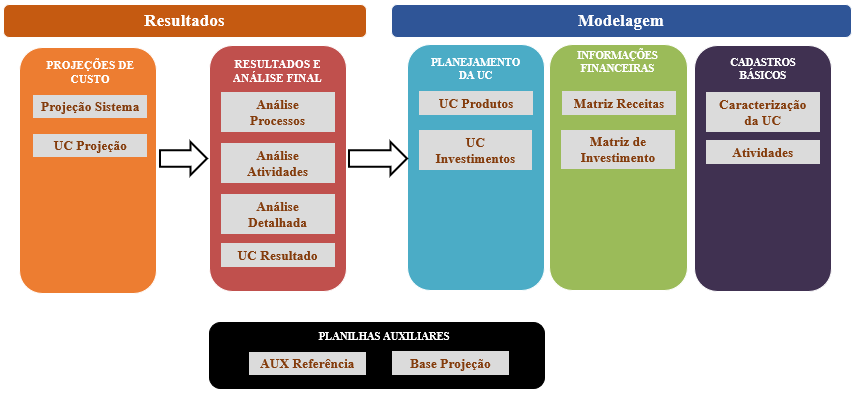 Resultados
Modelagem
PROJEÇÕES DE
CUSTO
Projeção Sistema
UC Projeção
RESULTADOS E
ANÁLISE FINAL
Análise
Processos
Análise
Atividades
Análise
Detalhada
UC Resultado
PLANEJAMENTO
DA UC
UC Produtos
UC
Investimentos
INFORMAÇÕES
FINANCEIRAS
Matriz Receitas
Matriz de
Investimento
CADASTROS
BÁSICOS
Caracterização
da UC
Atividades
PLANILHAS AUXILIARES
AUX Referência
Base Projeção